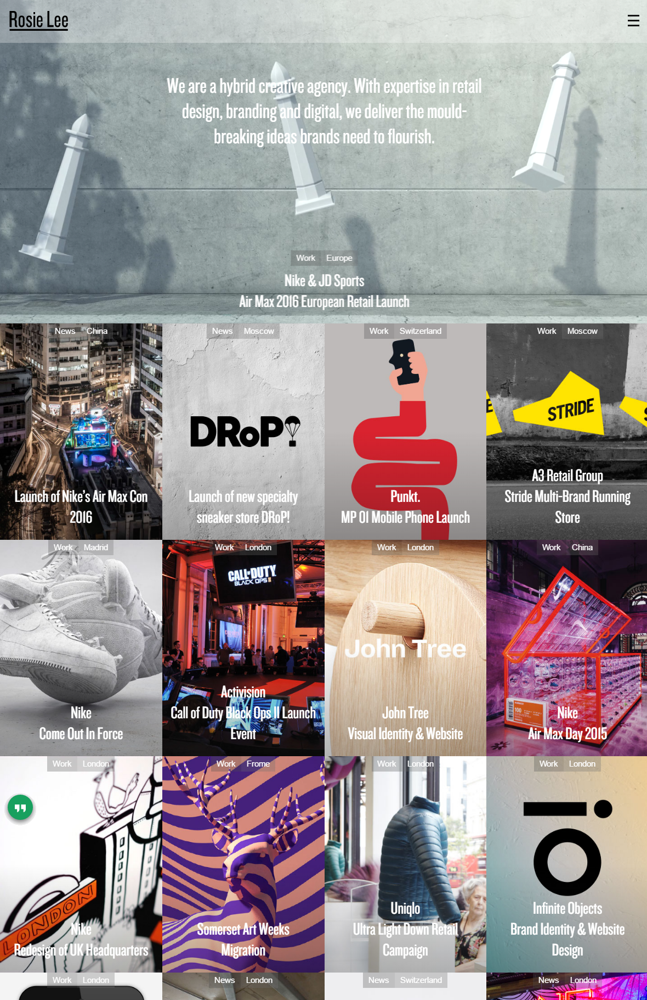 Rosie Lee
We are a hybrid creative agency. With expertise in retail
design, branding and digital, we deliver the mould-
breaking ideas brands need to flourish.
Work Europe
Nike & JD Sports
Air Max 2016 European Retail Launch
News China
Launch of Nike’s Air Max Con
2016
News Moscow
DRoP!
Launch of new specialty
sneaker store DRoP!
Work Switzerland
Punkt.
MP 01 Mobile Phone Launch
Work Moscow
STRIDE
A3 Retail Group
Stride Multi-Brand Running
Store
Work Madrid
Nike
Come Out In Force
Work London
CALL OF DUTY
BLACK OPS II
Activision
Call of Duty Black Ops II Launch
Event
Work London
John Tree
John Tree
Visual Identity & Website
Work China
100
Nike
Air Max Day 2015
Work London
LONDON
Nike
Redesign of UK Headquarters
Work Frome
Somerset Art Weeks
Migration
Work London
Uniqlo
Ultra Light Down Retail
Campaign
Work London
Infinite Objects
Brand Identity & Website
Design
Work London
News London
News Switzerland
News London